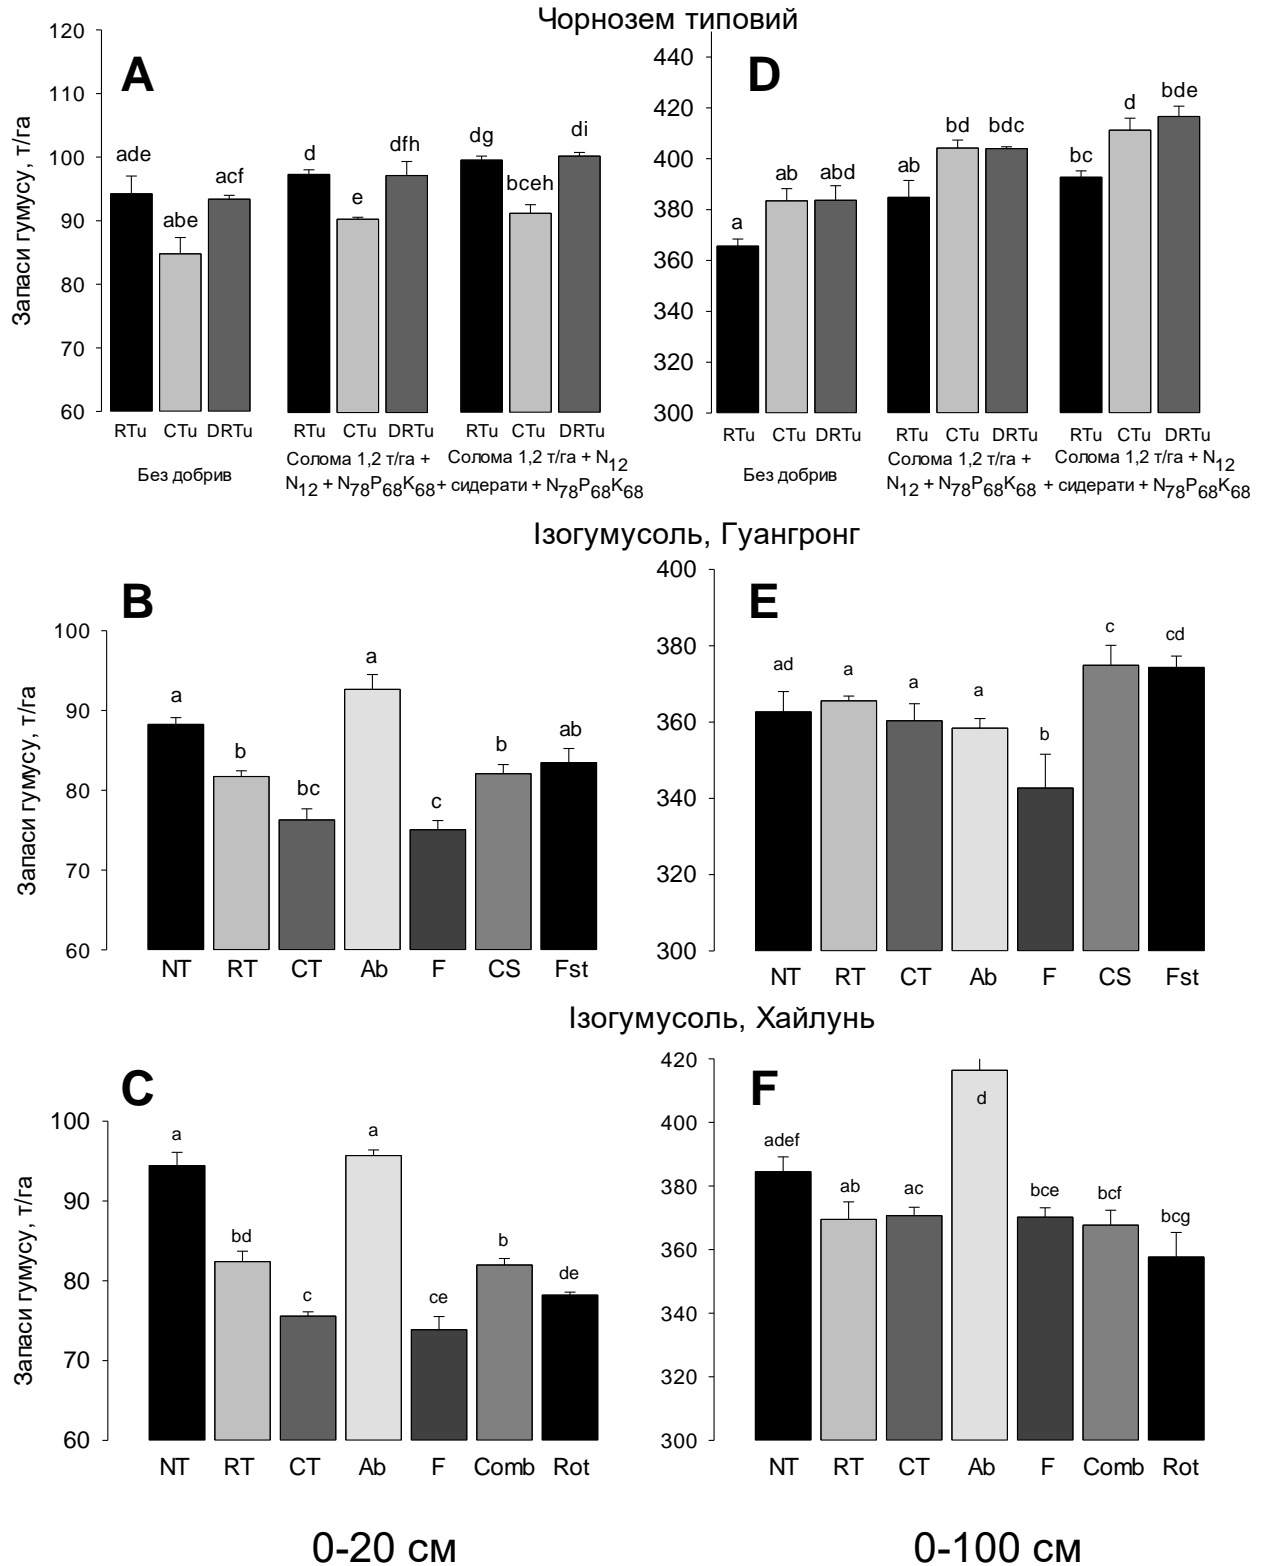 Чорнозем типовий
A
Запаси гумусу, т/га
120
110
100
90
80
70
60
ade
abe
acf
d
e
dfh
dg
bceh
di
RTu CTu DRTu
RTu CTu DRTu
RTu CTu DRTu
Без добрив
Солома 1,2 т/га +
N12 + N78P68K68
Солома 1,2 т/га + N12
+ сидерати + N78P68K68
D
440
420
400
380
360
340
320
300
a
ab
abd
ab
bd
bdc
bc
d
bde
RTu CTu DRTu
RTu CTu DRTu
RTu CTu DRTu
Без добрив
Солома 1,2 т/га +
N12 + N78P68K68
Солома 1,2 т/га + N12
+ сидерати + N78P68K68
Ізогумусоль, Гуангронг
B
Запаси гумусу, т/га
100
90
80
70
60
a
b
bc
a
c
b
ab
NT RT CT Ab F CS Fst
E
400
380
360
340
320
300
ad
a
a
a
b
c
cd
NT RT CT Ab F CS Fst
Ізогумусоль, Хайлунь
C
Запаси гумусу, т/га
100
90
80
70
60
a
bd
c
a
ce
b
de
NT RT CT Ab F Comb Rot
F
420
400
380
360
340
320
300
adef
ab
ac
d
bce
bcf
bcg
NT RT CT Ab F Comb Rot
0-20 см
0-100 см